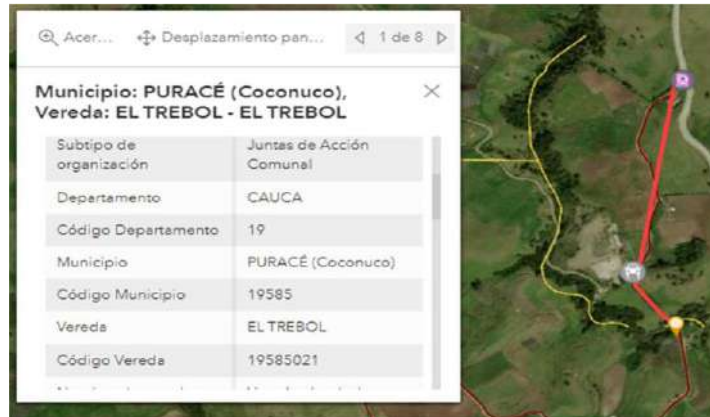 Acer... Desplazamiento pan... 1 de 8
Municipio: PURACÉ (Coconuco),
Vereda: EL TREBOL - EL TREBOL
Subtipo de organización Juntas de Acción Comunal
Departamento CAUCA
Código Departamento 19
Municipio PURACÉ (Coconuco)
Código Municipio 19585
Vereda EL TREBOL
Código Vereda 19585021